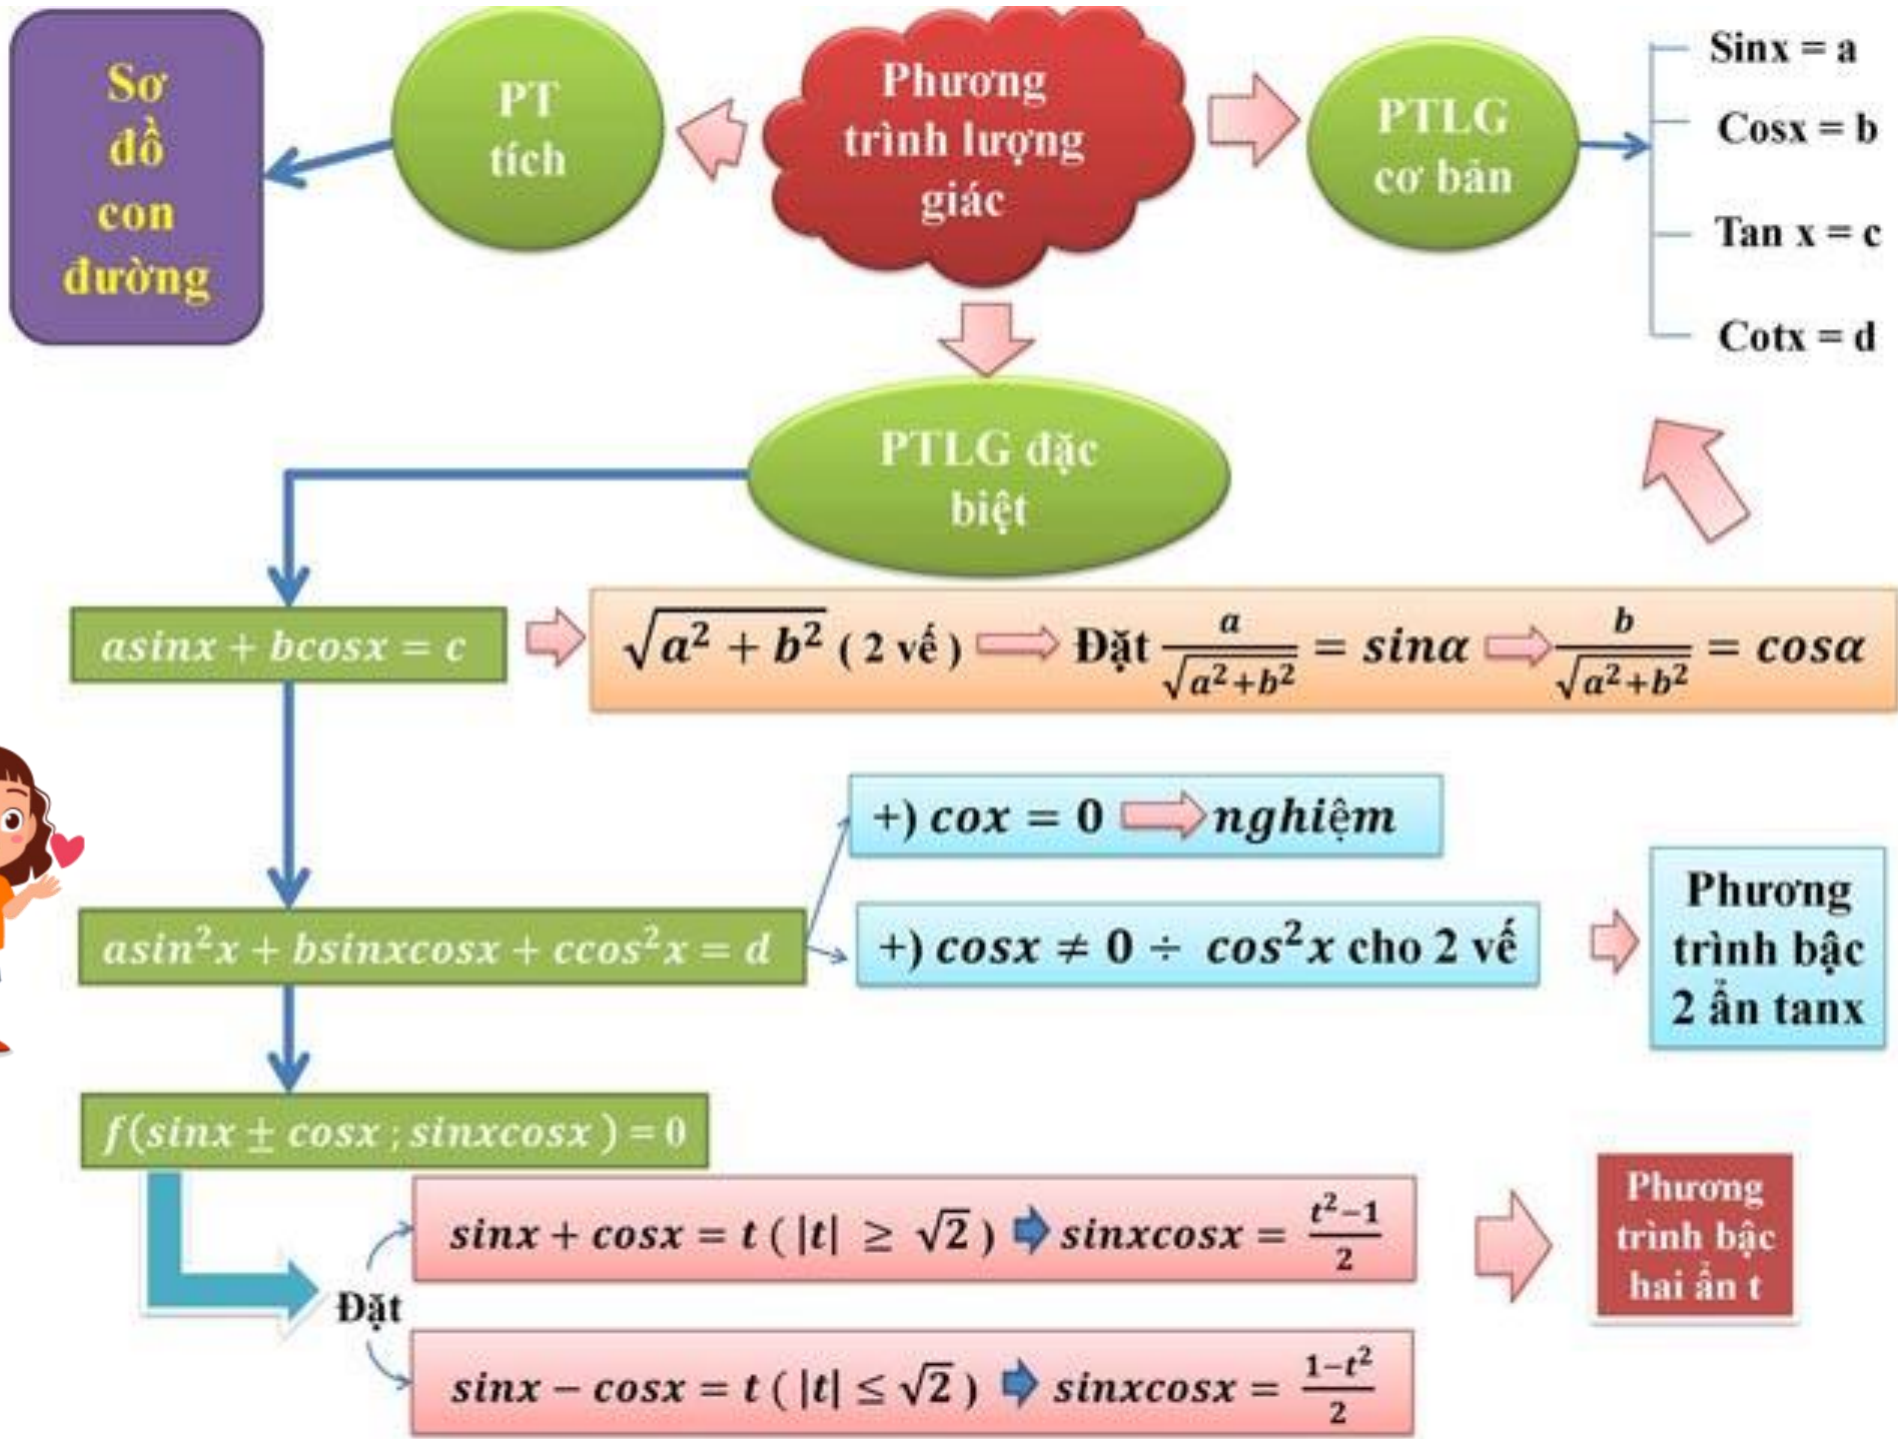 Sơ
đồ
con
đường
PT
tích
Phương
trình lượng
giác
PTLG
cơ bản
Sinx = a
Cosx = b
Tan x = c
Cotx = d
PTLG đặc
biệt
asinx + bcosx = c
√(a² + b²) ( 2 vế ) Đặt a/√(a²+b²) = sinα b/√(a²+b²) = cosα
+) cox = 0 nghiệm
asin²x + bsinxcosx + ccos²x = d
+) cosx ≠ 0 ÷ cos²x cho 2 vế
Phương
trình bậc
2 ẩn tanx
f(sinx ± cosx ; sinxcosx ) = 0
Đặt
sinx + cosx = t ( |t| ≥ √2 ) sinxcosx = (t²−1)/2
sinx − cosx = t ( |t| ≤ √2 ) sinxcosx = (1−t²)/2
Phương
trình bậc
hai ẩn t